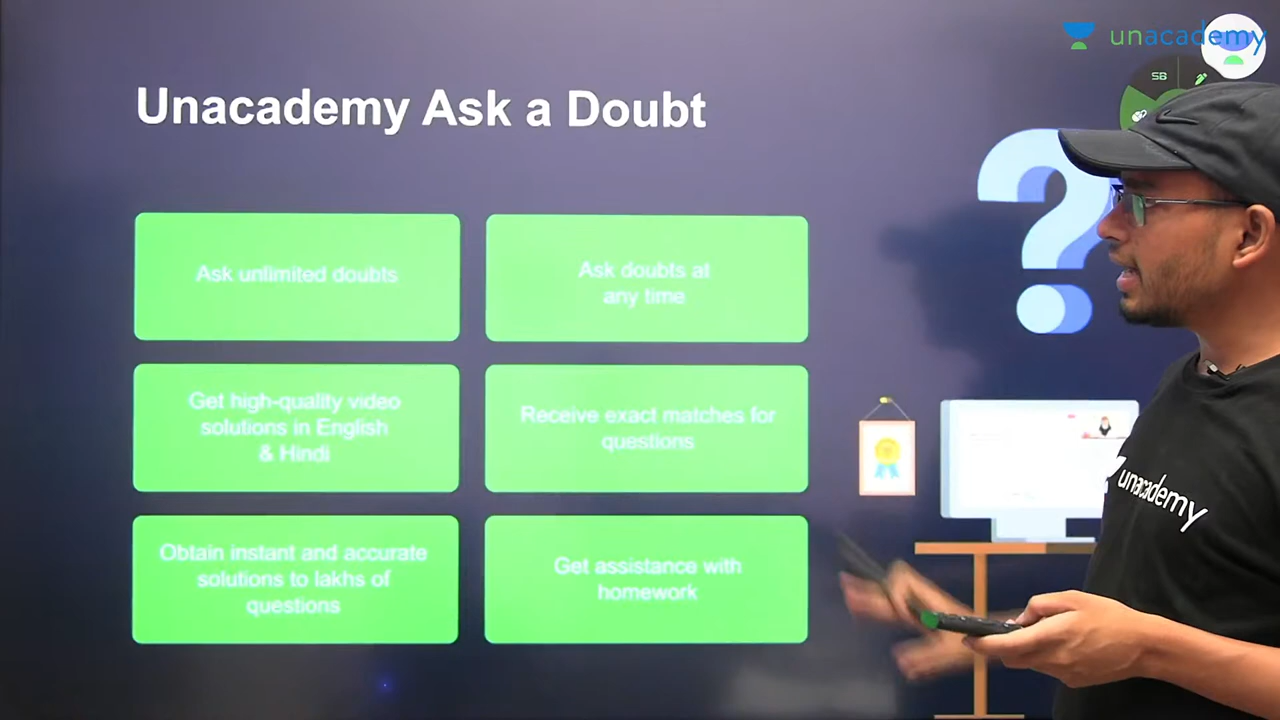 unacademy
SB
Unacademy Ask a Doubt
Ask unlimited doubts
Ask doubts at
any time
Get high-quality video
solutions in English
& Hindi
Receive exact matches for
questions
Obtain instant and accurate
solutions to lakhs of
questions
Get assistance with
homework
unacademy